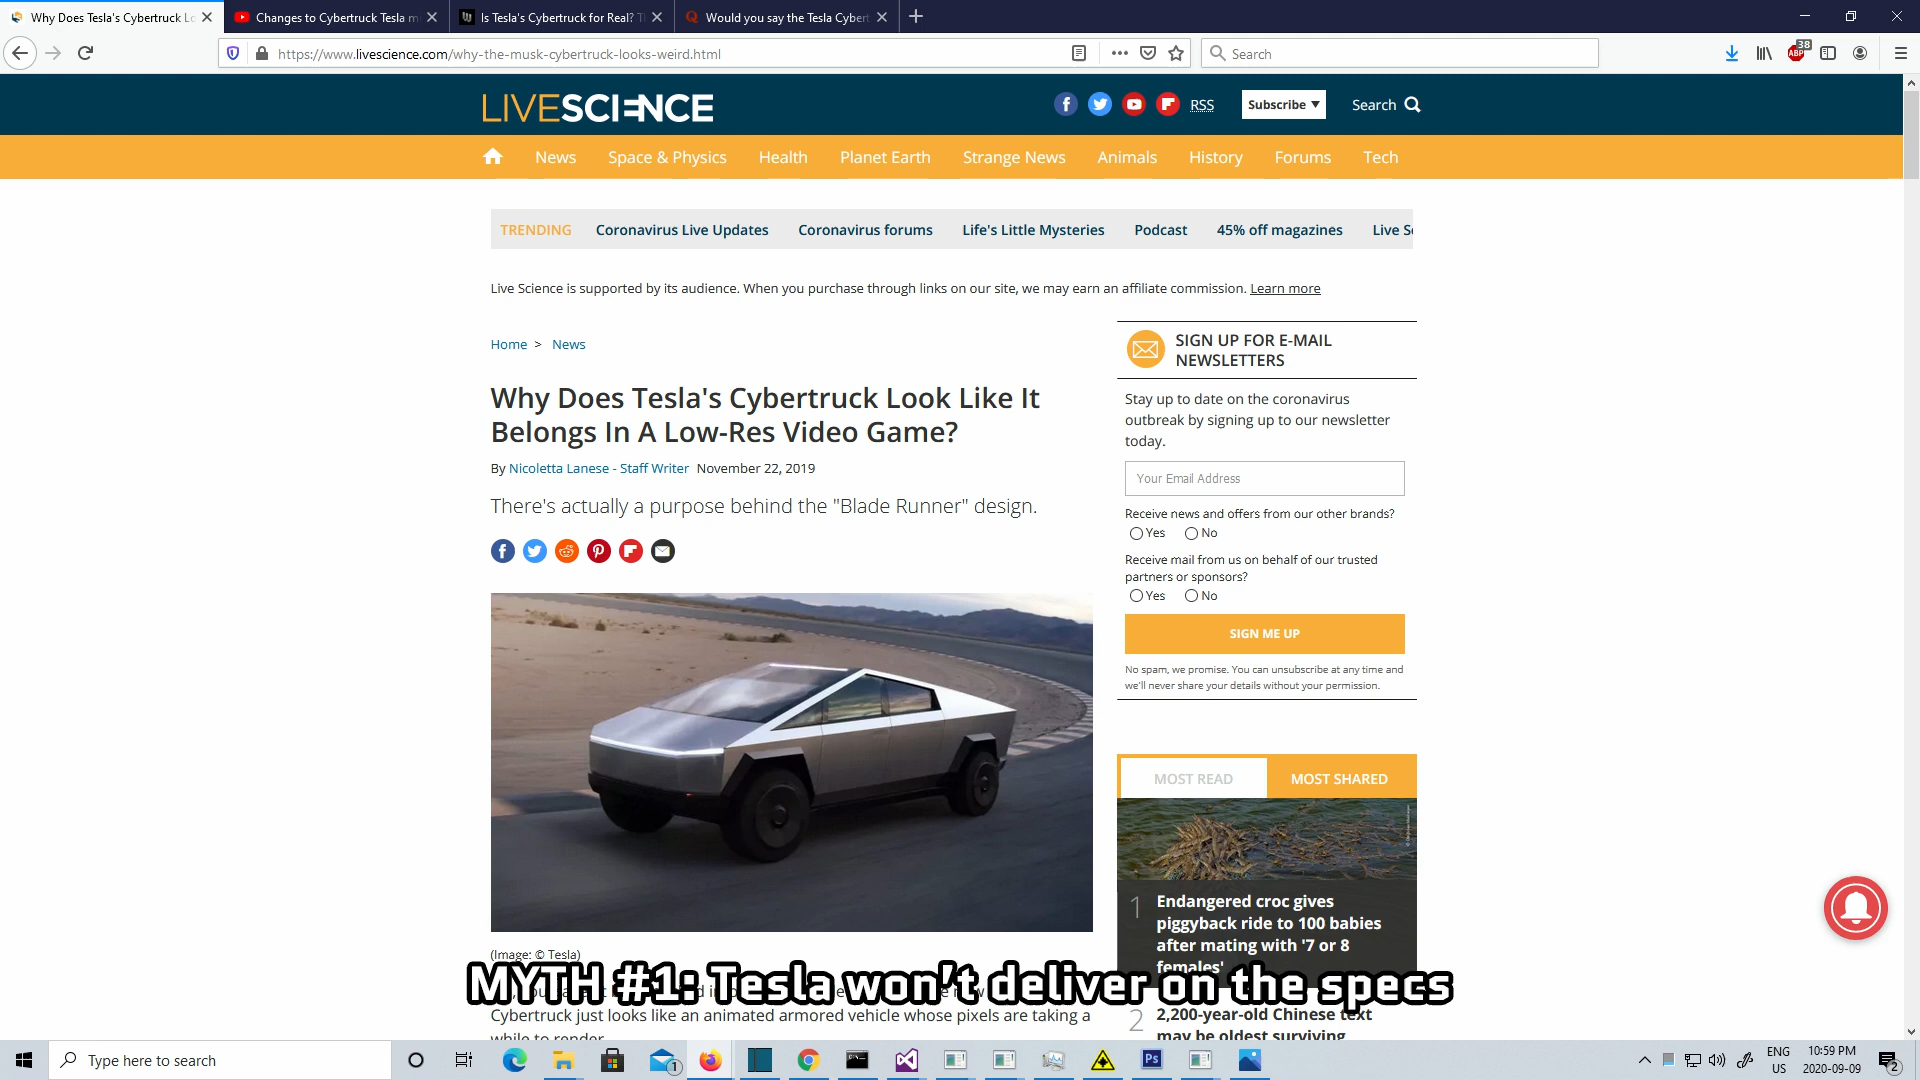 Why Does Tesla's Cybertruck Lo
Changes to Cybertruck Tesla m
Is Tesla's Cybertruck for Real? T
Would you say the Tesla Cyber
https://www.livescience.com/why-the-musk-cybertruck-looks-weird.html
Search
ABP
38
LIVESCIENCE
RSS
Subscribe ▼
Search
News
Space & Physics
Health
Planet Earth
Strange News
Animals
History
Forums
Tech
TRENDING
Coronavirus Live Updates
Coronavirus forums
Life's Little Mysteries
Podcast
45% off magazines
Live S
Live Science is supported by its audience. When you purchase through links on our site, we may earn an affiliate commission. Learn more
Home > News
Why Does Tesla's Cybertruck Look Like It
Belongs In A Low-Res Video Game?
By Nicoletta Lanese - Staff Writer November 22, 2019
There's actually a purpose behind the "Blade Runner" design.
(Image: © Tesla)
Cybertruck just looks like an animated armored vehicle whose pixels are taking a
while to render.
SIGN UP FOR E-MAIL
NEWSLETTERS
Stay up to date on the coronavirus
outbreak by signing up to our newsletter
today.
Your Email Address
Receive news and offers from our other brands?
Yes No
Receive mail from us on behalf of our trusted
partners or sponsors?
Yes No
SIGN ME UP
No spam, we promise. You can unsubscribe at any time and
we'll never share your details without your permission.
MOST READ
MOST SHARED
1
Endangered croc gives
piggyback ride to 100 babies
after mating with '7 or 8
females'
2
2,200-year-old Chinese text
may be oldest surviving
MYTH #1: Tesla won't deliver on the specs
Type here to search
1
Ps
ENG
US
10:59 PM
2020-09-09
2